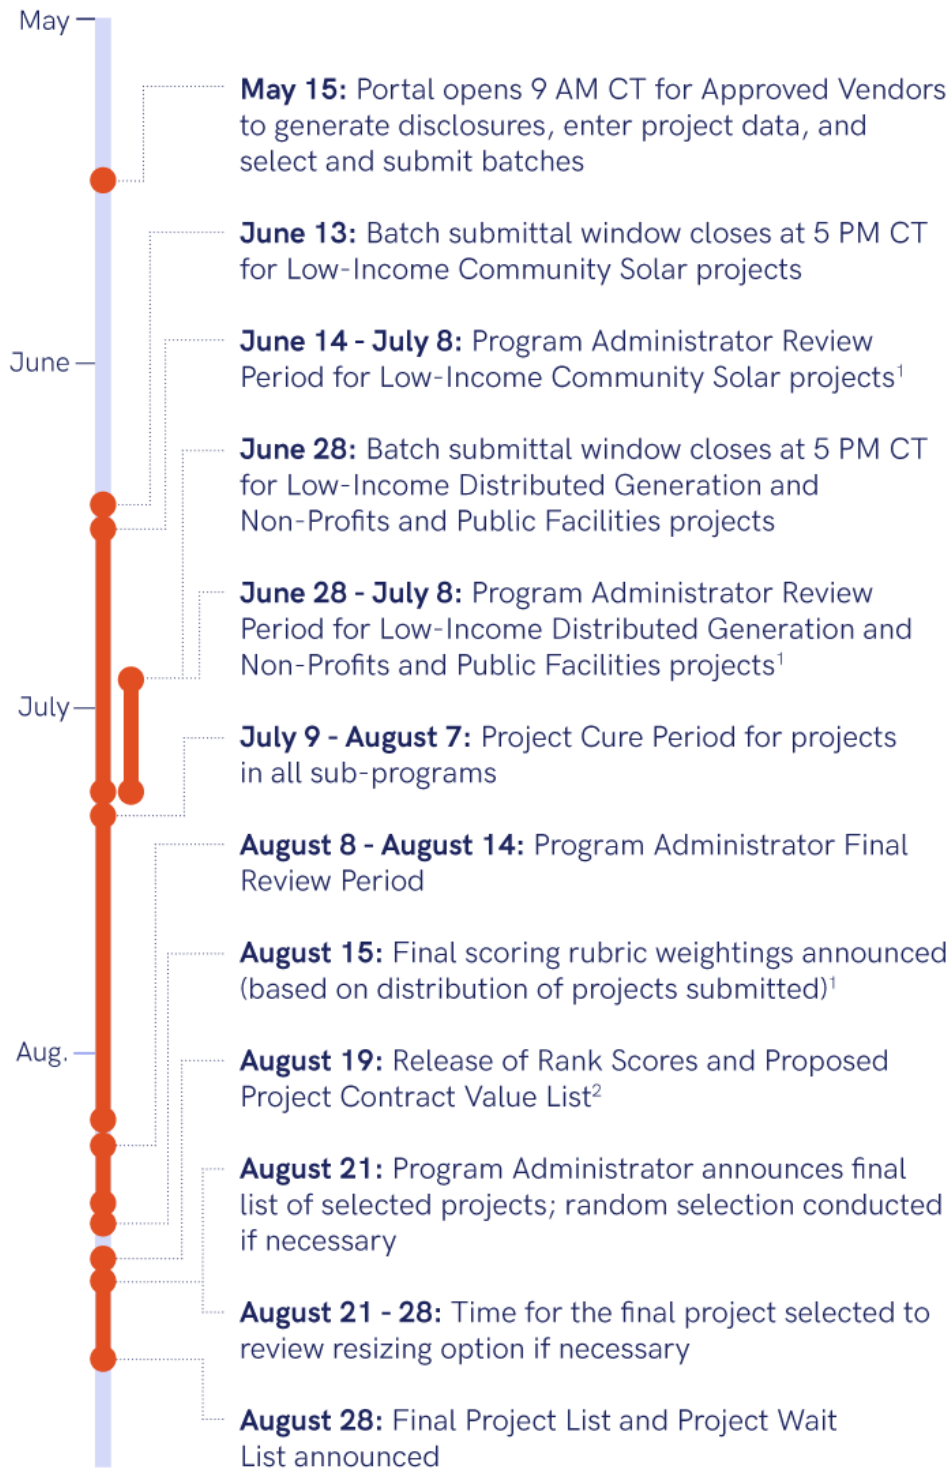 May
May 15: Portal opens 9 AM CT for Approved Vendors
to generate disclosures, enter project data, and
select and submit batches
June 13: Batch submittal window closes at 5 PM CT
for Low-Income Community Solar projects
June 14 - July 8: Program Administrator Review
June
Period for Low-Income Community Solar projects¹
June 28: Batch submittal window closes at 5 PM CT
for Low-Income Distributed Generation and
Non-Profits and Public Facilities projects
June 28 - July 8: Program Administrator Review
Period for Low-Income Distributed Generation and
Non-Profits and Public Facilities projects¹
July
July 9 - August 7: Project Cure Period for projects
in all sub-programs
August 8 - August 14: Program Administrator Final
Review Period
August 15: Final scoring rubric weightings announced
(based on distribution of projects submitted)¹
Aug.
August 19: Release of Rank Scores and Proposed
Project Contract Value List²
August 21: Program Administrator announces final
list of selected projects; random selection conducted
if necessary
August 21 - 28: Time for the final project selected to
review resizing option if necessary
August 28: Final Project List and Project Wait
List announced